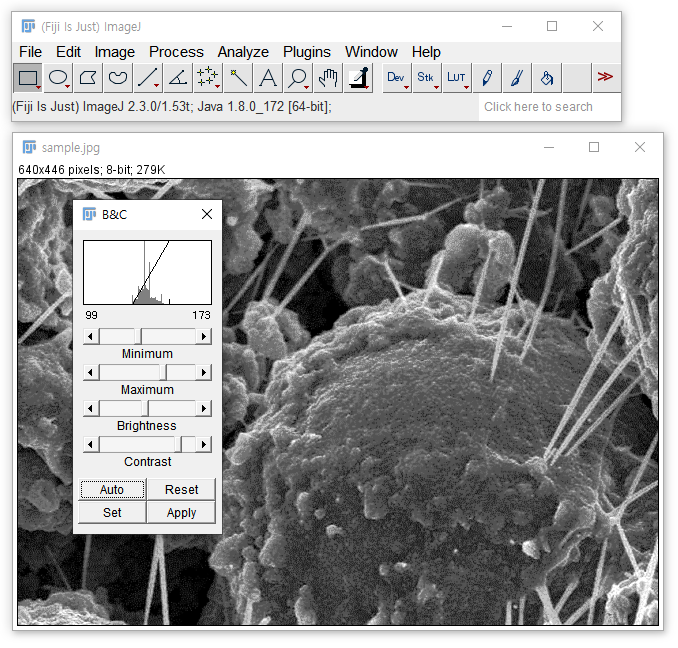 (Fiji Is Just) ImageJ
File Edit Image Process Analyze Plugins Window Help
Dev Stk LUT
(Fiji Is Just) ImageJ 2.3.0/1.53t; Java 1.8.0_172 [64-bit];
Click here to search
sample.jpg
640x446 pixels; 8-bit; 279K
B&C
99 173
Minimum
Maximum
Brightness
Contrast
Auto Reset
Set Apply